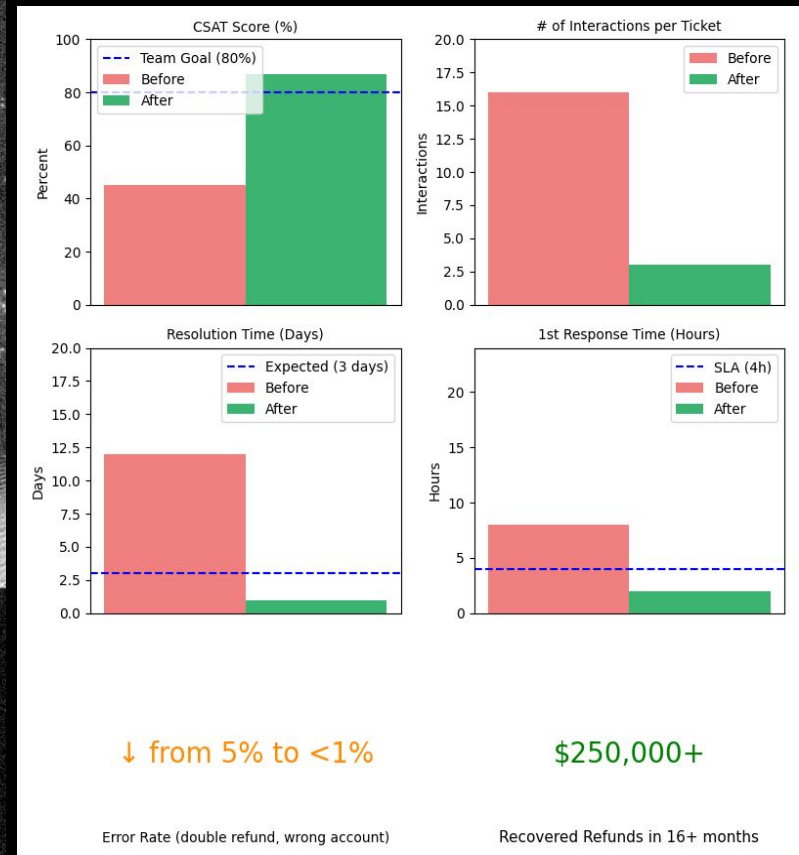 CSAT Score (%)
100
80
60
40
20
0
Percent
Team Goal (80%)
Before
After
# of Interactions per Ticket
20.0
17.5
15.0
12.5
10.0
7.5
5.0
2.5
0.0
Interactions
Before
After
Resolution Time (Days)
20.0
17.5
15.0
12.5
10.0
7.5
5.0
2.5
0.0
Days
Expected (3 days)
Before
After
1st Response Time (Hours)
20
15
10
5
0
Hours
SLA (4h)
Before
After
↓ from 5% to <1%
Error Rate (double refund, wrong account)
$250,000+
Recovered Refunds in 16+ months